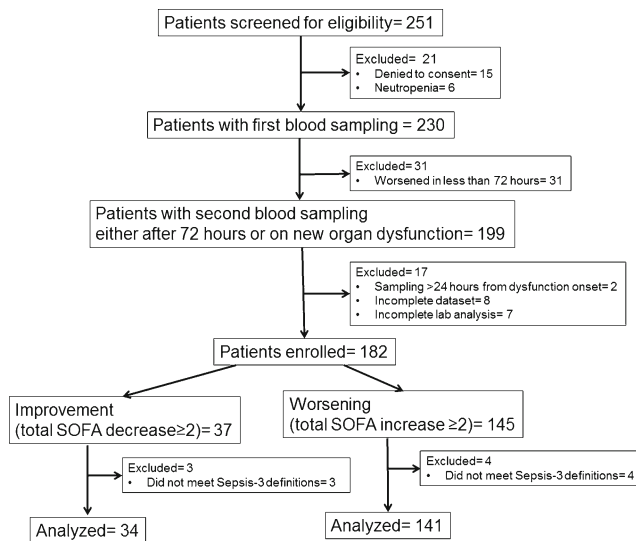 Patients screened for eligibility= 251
Excluded= 21
• Denied to consent= 15
• Neutropenia= 6
Patients with first blood sampling = 230
Excluded= 31
• Worsened in less than 72 hours= 31
Patients with second blood sampling
either after 72 hours or on new organ dysfunction= 199
Excluded= 17
• Sampling >24 hours from dysfunction onset= 2
• Incomplete dataset= 8
• Incomplete lab analysis= 7
Patients enrolled= 182
Improvement
(total SOFA decrease≥2)= 37
Worsening
(total SOFA increase ≥2)= 145
Excluded= 3
• Did not meet Sepsis-3 definitions= 3
Excluded= 4
• Did not meet Sepsis-3 definitions= 4
Analyzed= 34
Analyzed= 141